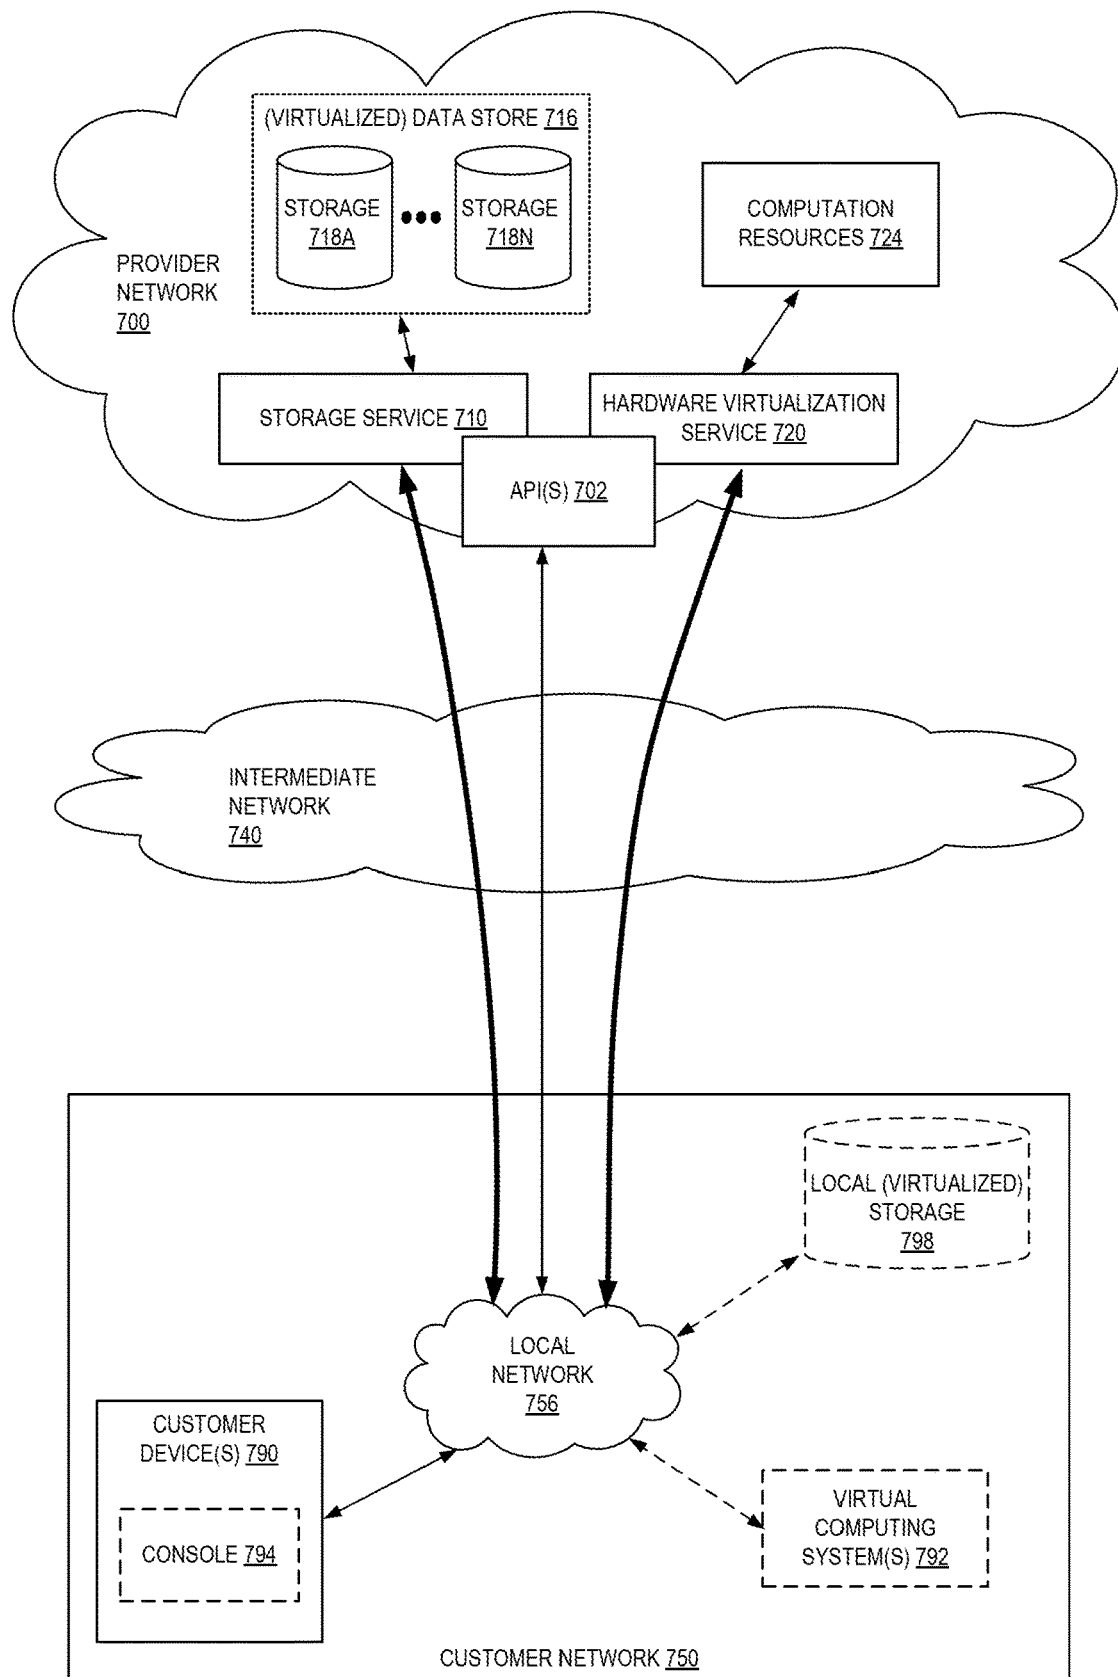 (VIRTUALIZED) DATA STORE 716
STORAGE
718A
STORAGE
718N
COMPUTATION
RESOURCES 724
PROVIDER
NETWORK
700
STORAGE SERVICE 710
HARDWARE VIRTUALIZATION
SERVICE 720
API(S) 702
INTERMEDIATE
NETWORK
740
LOCAL (VIRTUALIZED)
STORAGE
798
LOCAL
NETWORK
756
CUSTOMER
DEVICE(S) 790
CONSOLE 794
VIRTUAL
COMPUTING
SYSTEM(S) 792
CUSTOMER NETWORK 750